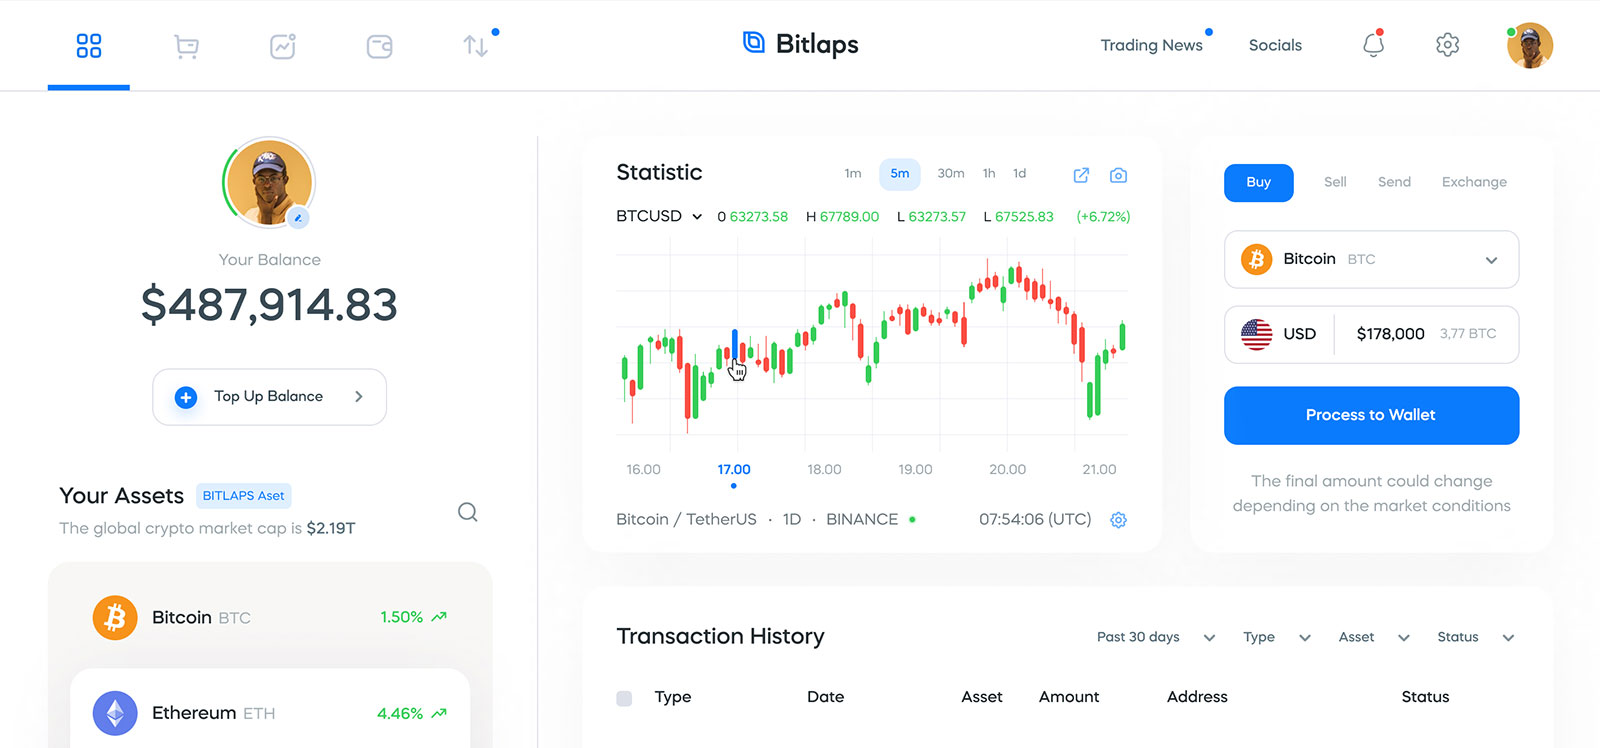 Bitlaps
Trading News
Socials
Your Balance
$487,914.83
Top Up Balance
Your Assets BITLAPS Aset
The global crypto market cap is $2.19T
Bitcoin BTC 1.50%
Ethereum ETH 4.46%
Statistic 1m 5m 30m 1h 1d
BTCUSD O 63273.58 H 67789.00 L 63273.57 L 67525.83 (+6.72%)
16.00 17.00 18.00 19.00 20.00 21.00
Bitcoin / TetherUS · 1D · BINANCE 07:54:06 (UTC)
Buy Sell Send Exchange
Bitcoin BTC
USD $178,000 3,77 BTC
Process to Wallet
The final amount could change
depending on the market conditions
Transaction History Past 30 days Type Asset Status
Type Date Asset Amount Address Status